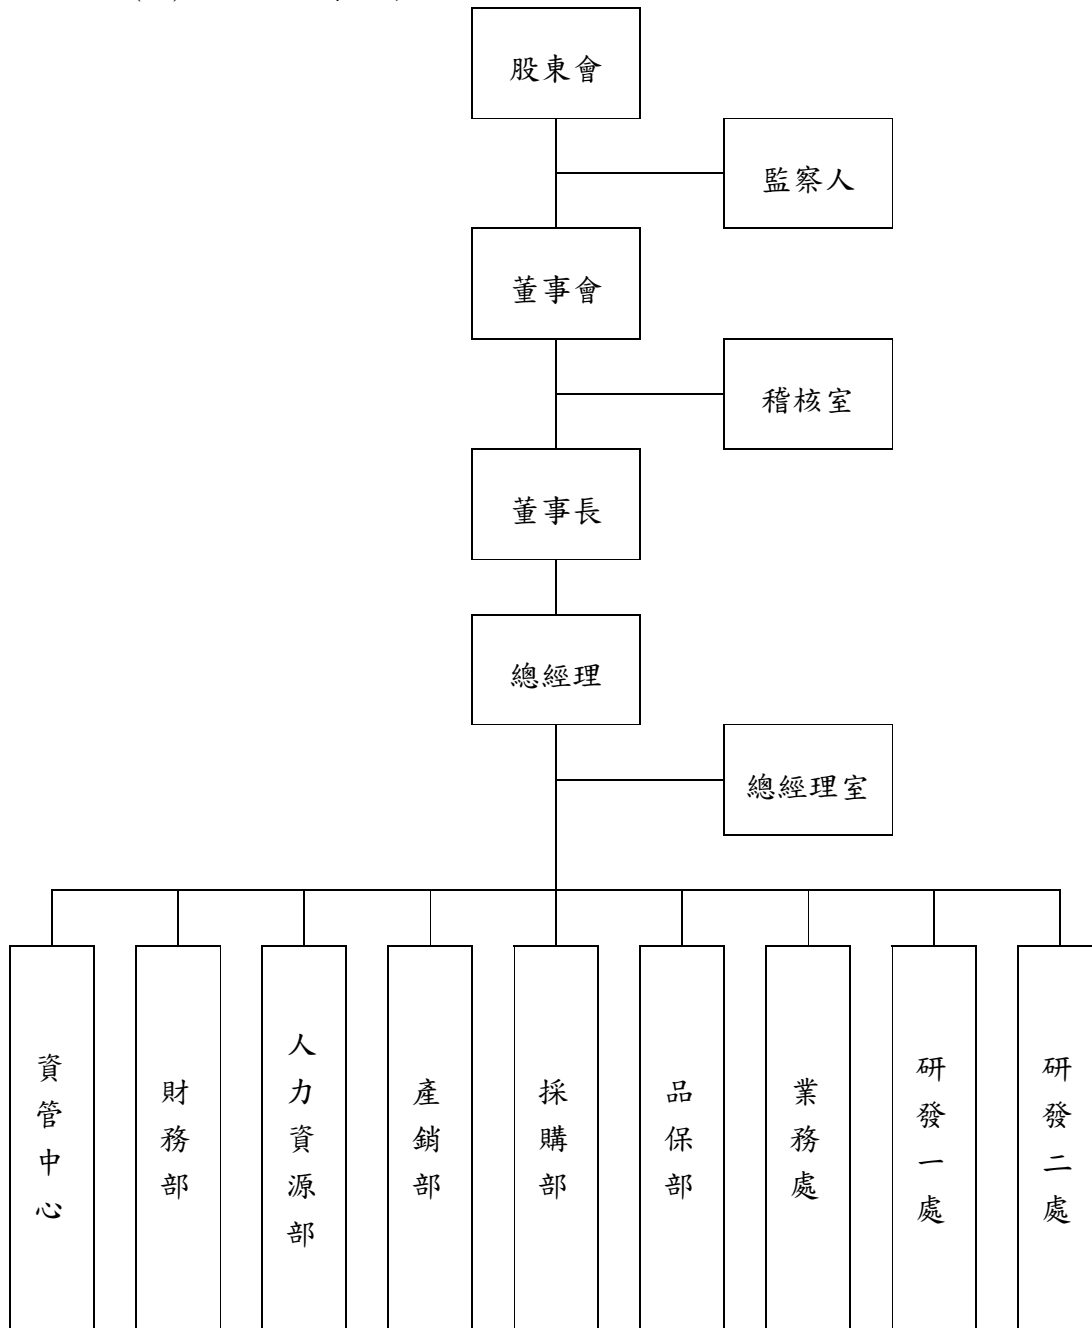 股東會
監察人
董事會
稽核室
董事長
總經理
總經理室
資管中心
財務部
人力資源部
產銷部
採購部
品保部
業務處
研發一處
研發二處